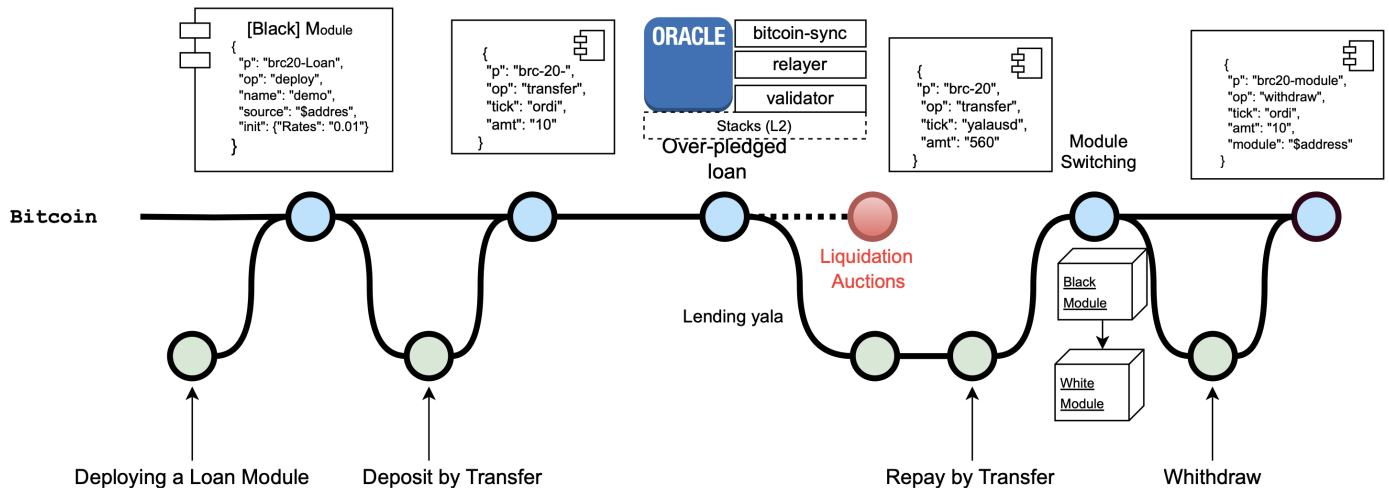 [Black] Module
{
"p": "brc20-Loan",
"op": "deploy",
"name": "demo",
"source": "$addres",
"init": {"Rates": "0.01"}
}
{
"p": "brc-20-",
"op": "transfer",
"tick": "ordi",
"amt": "10"
}
ORACLE
bitcoin-sync
relayer
validator
Stacks (L2)
Over-pledged
loan
{
"p": "brc-20",
"op": "transfer",
"tick": "yalausd",
"amt": "560"
}
Module
Switching
{
"p": "brc20-module",
"op": "withdraw",
"tick": "ordi",
"amt": "10",
"module": "$address"
}
Bitcoin
Liquidation
Auctions
Lending yala
Black
Module
White
Module
Deploying a Loan Module
Deposit by Transfer
Repay by Transfer
Whithdraw